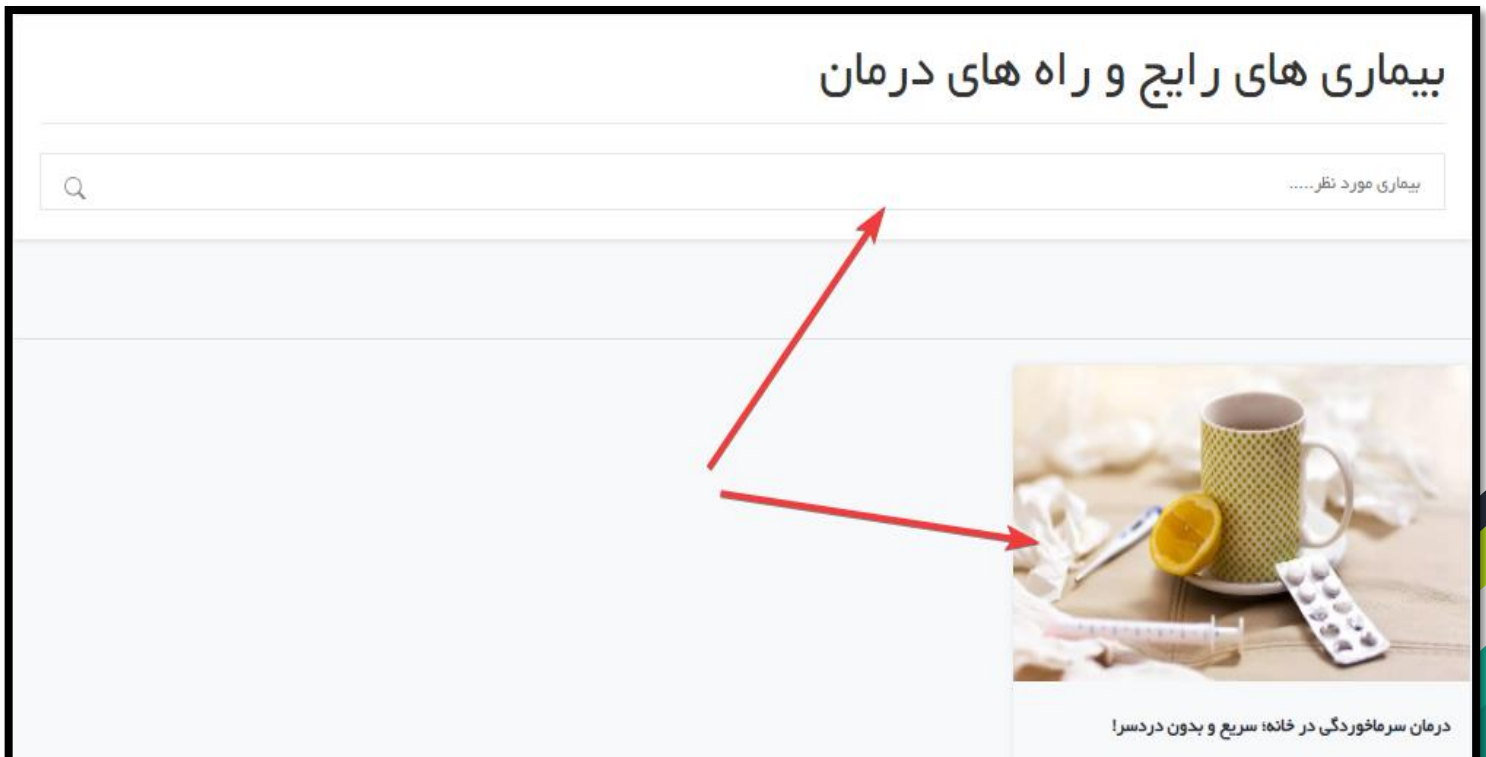 بیماری های رایج و راه های درمان
بیماری مورد نظر.....
درمان سرماخوردگی در خانه؛ سریع و بدون دردسر!